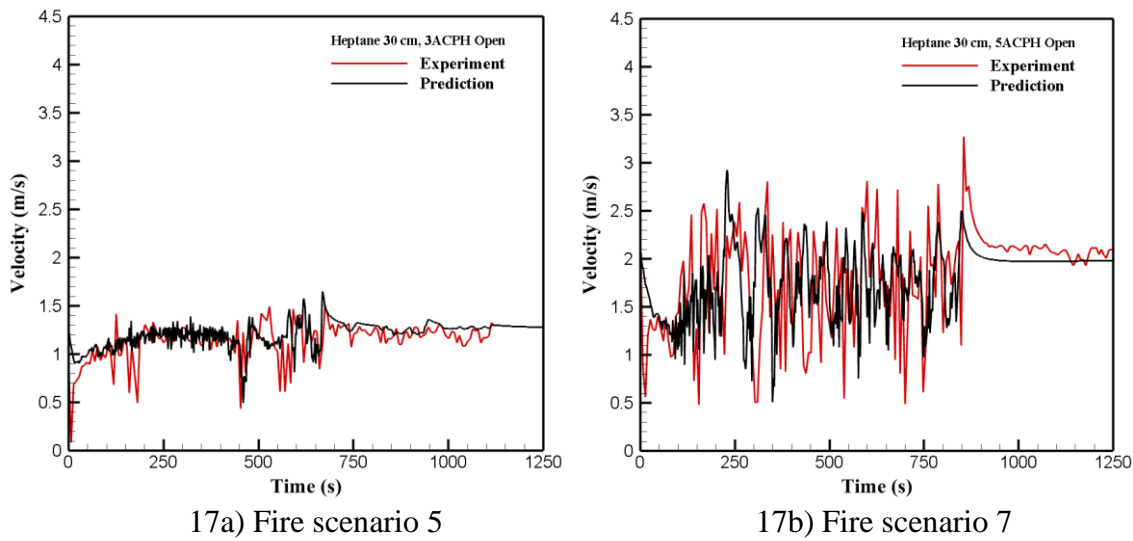 4.5
4
3.5
3
2.5
2
1.5
1
0.5
0
0 250 500 750 1000 1250
Velocity (m/s)
Time (s)
Heptane 30 cm, 3ACPH Open
Experiment
Prediction
17a) Fire scenario 5
4.5
4
3.5
3
2.5
2
1.5
1
0.5
0
0 250 500 750 1000 1250
Velocity (m/s)
Time (s)
Heptane 30 cm, 5ACPH Open
Experiment
Prediction
17b) Fire scenario 7